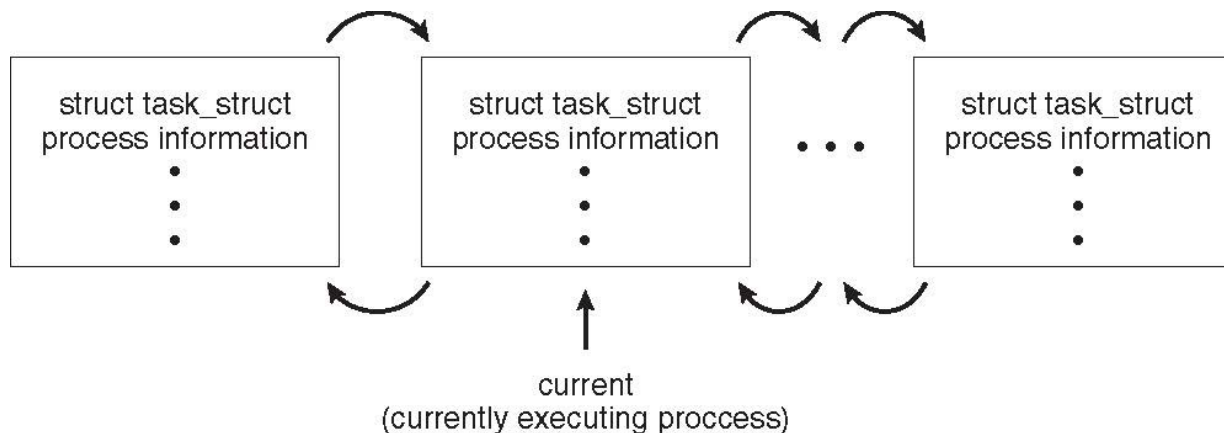 struct task_struct
process information
struct task_struct
process information
struct task_struct
process information
current
(currently executing proccess)